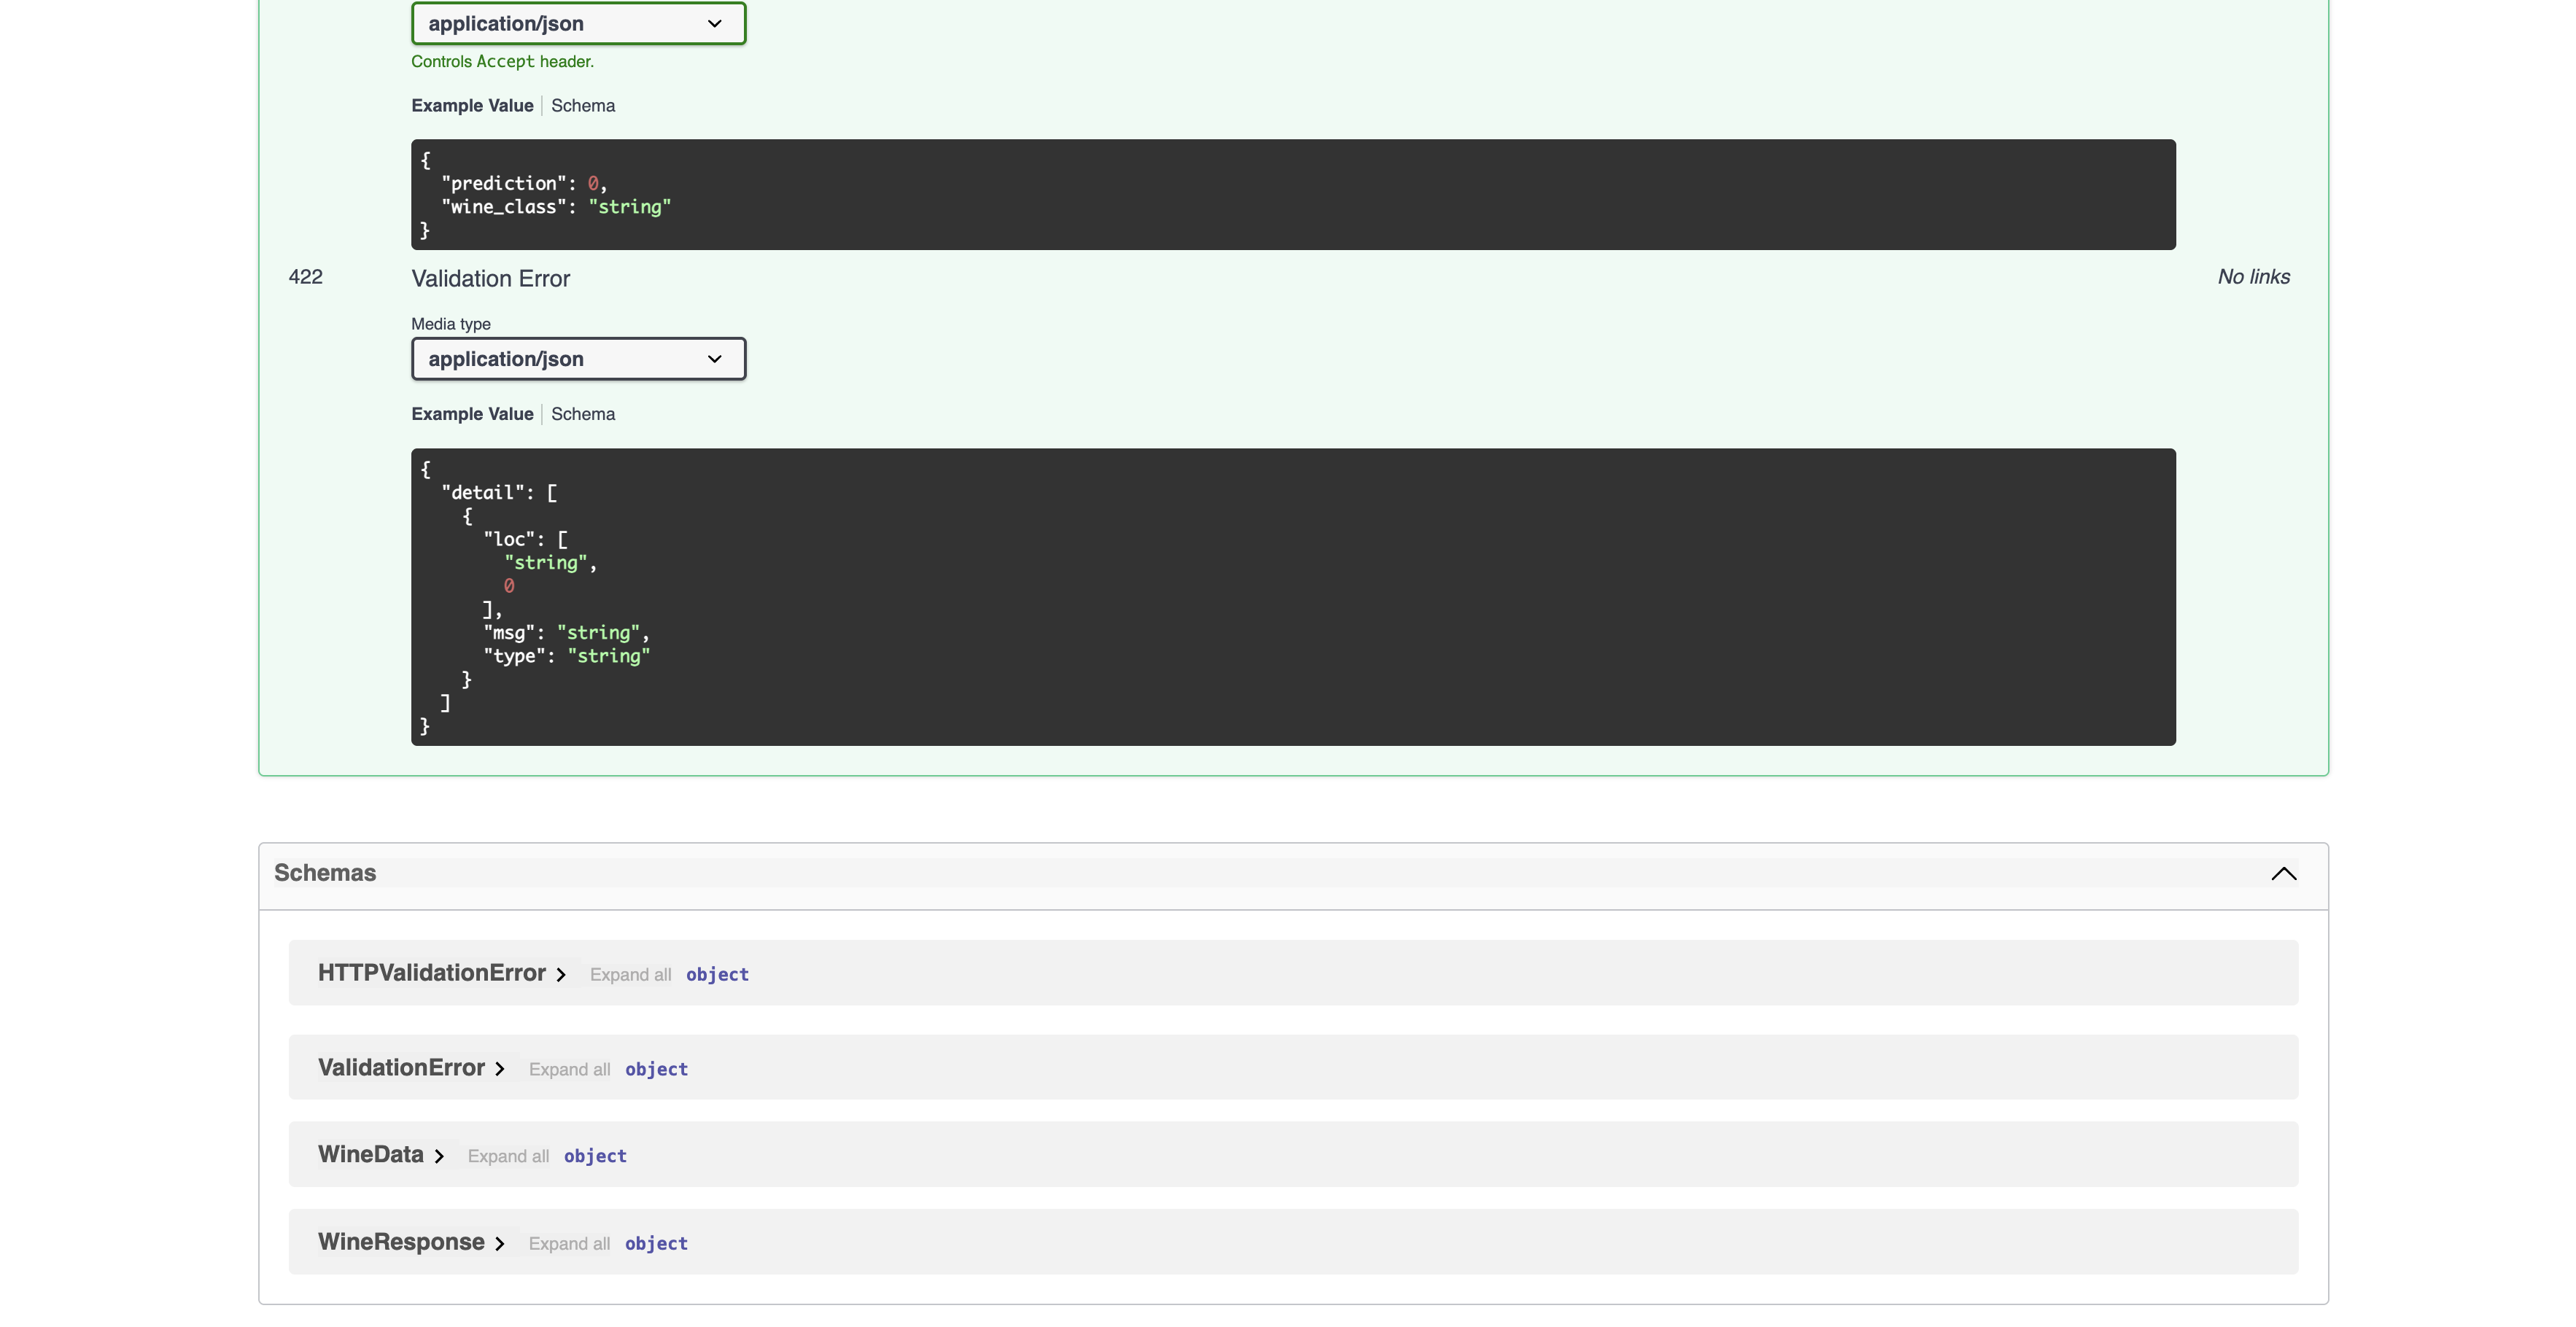 application/json
Controls Accept header.
Example Value Schema
{
  "prediction": 0,
  "wine_class": "string"
}
422 Validation Error No links
Media type
application/json
Example Value Schema
{
  "detail": [
    {
      "loc": [
        "string",
        0
      ],
      "msg": "string",
      "type": "string"
    }
  ]
}
Schemas
HTTPValidationError Expand all object
ValidationError Expand all object
WineData Expand all object
WineResponse Expand all object